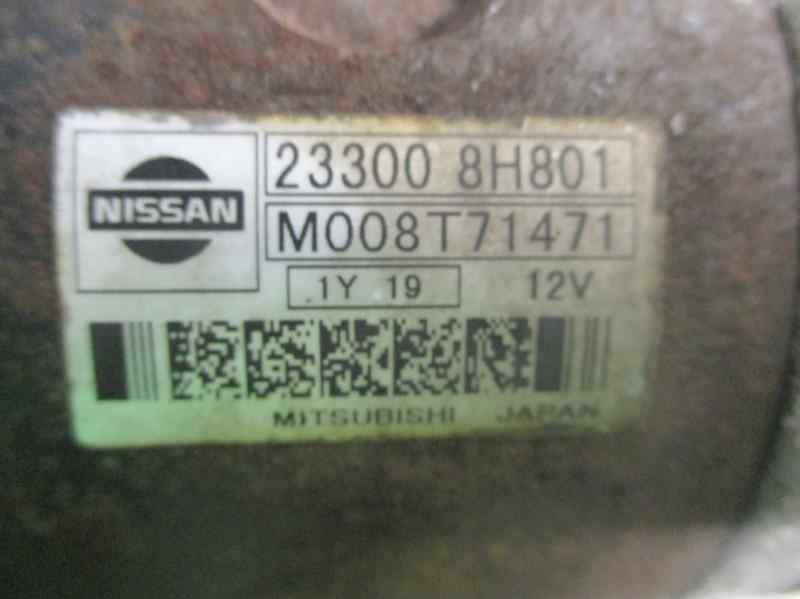 NISSAN
23300 8H801
M008T71471
1Y 19 12V
MITSUBISHI JAPAN